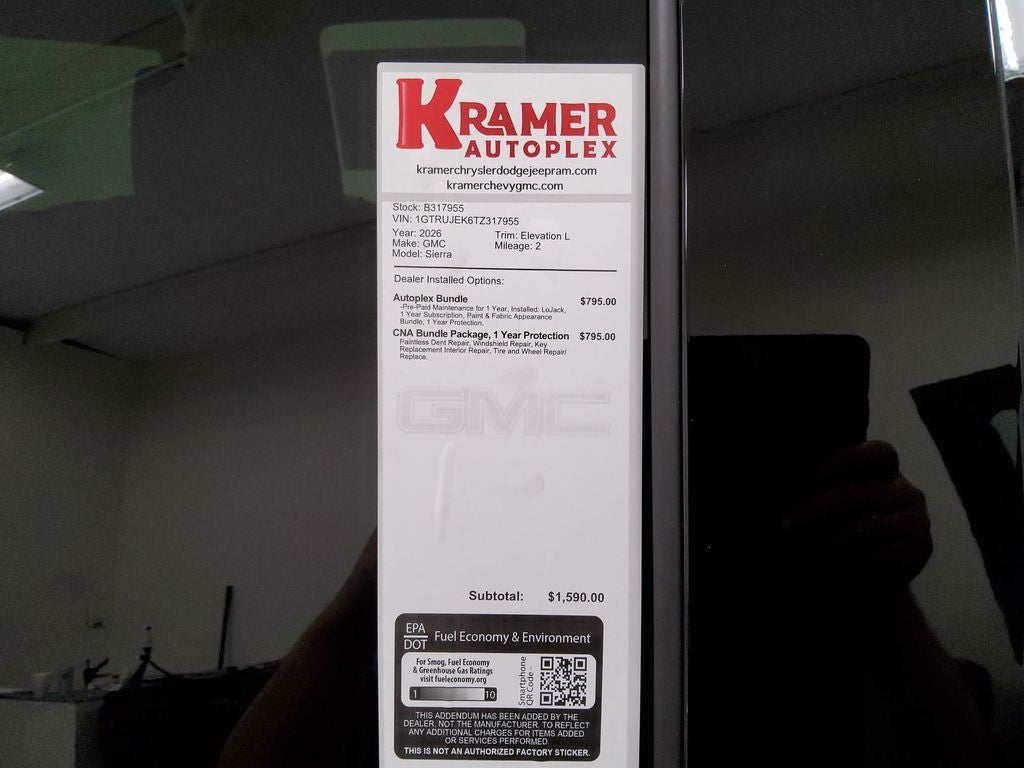 KRAMER
AUTOPLEX
kramerchryslerdodgejeepram.com
kramerchevygmc.com
Stock: B317955
VIN: 1GTRUJEK6TZ317955
Year: 2026 Trim: Elevation L
Make: GMC Mileage: 2
Model: Sierra
Dealer Installed Options:
Autoplex Bundle $795.00
-Pre-Paid Maintenance for 1 Year, Installed: LoJack,
1 Year Subscription, Paint & Fabric Appearance
Bundle, 1 Year Protection.
CNA Bundle Package, 1 Year Protection $795.00
Paintless Dent Repair, Windshield Repair, Key
Replacement Interior Repair, Tire and Wheel Repair/
Replace.
GMC
Subtotal: $1,590.00
EPA
DOT Fuel Economy & Environment
For Smog, Fuel Economy
& Greenhouse Gas Ratings
visit fueleconomy.org
1 10
Smartphone
QR Code -
THIS ADDENDUM HAS BEEN ADDED BY THE
DEALER, NOT THE MANUFACTURER, TO REFLECT
ANY ADDITIONAL CHARGES FOR ITEMS ADDED
OR SERVICES PERFORMED.
THIS IS NOT AN AUTHORIZED FACTORY STICKER.